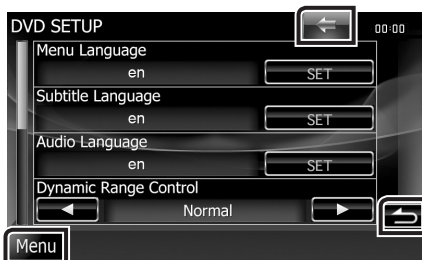 DVD SETUP
00:00
Menu Language
en
SET
Subtitle Language
en
SET
Audio Language
en
SET
Dynamic Range Control
Normal
Menu